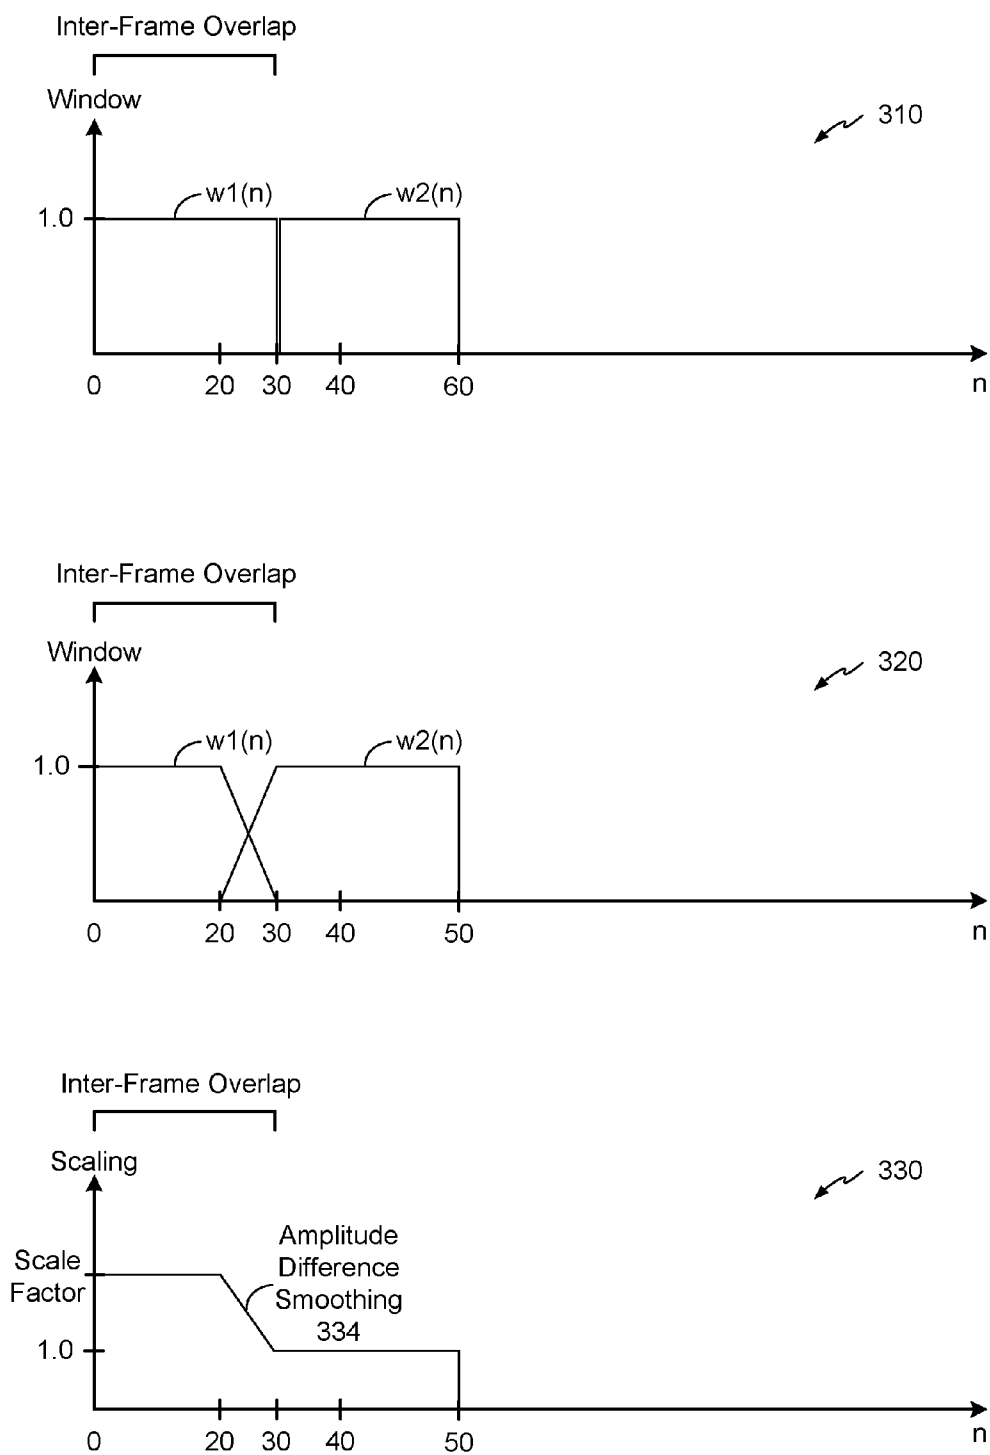 Inter-Frame Overlap
Window
310
w1(n)
w2(n)
1.0
0 20 30 40 60 n
Inter-Frame Overlap
Window
320
w1(n)
w2(n)
1.0
0 20 30 40 50 n
Inter-Frame Overlap
Scaling
330
Scale
Factor
Amplitude
Difference
Smoothing
334
1.0
0 20 30 40 50 n